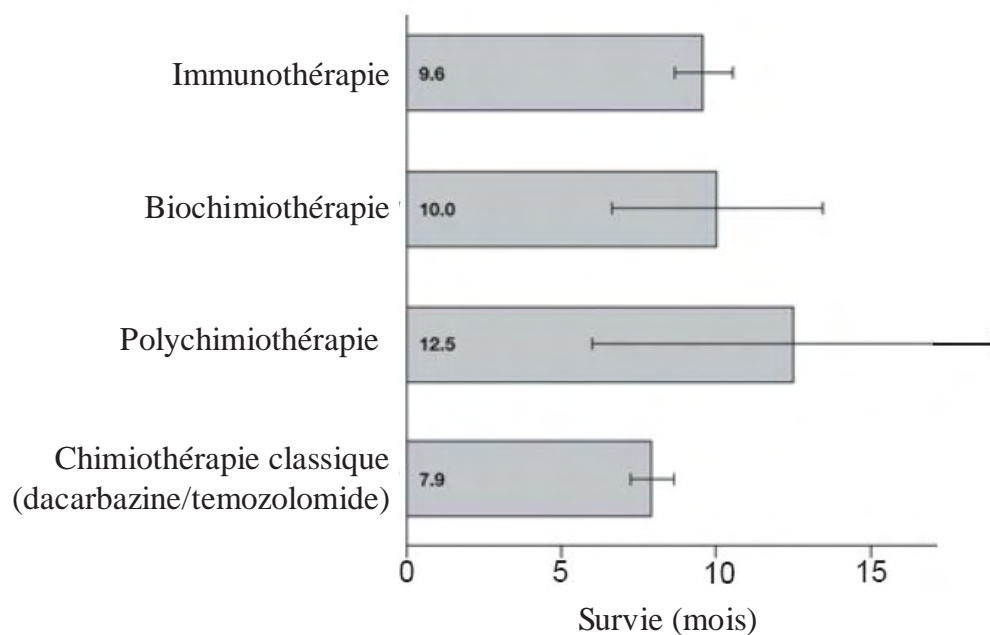 Immunothérapie
9.6
Biochimiothérapie
10.0
Polychimiothérapie
12.5
Chimiothérapie classique
(dacarbazine/temozolomide)
7.9
0 5 10 15
Survie (mois)